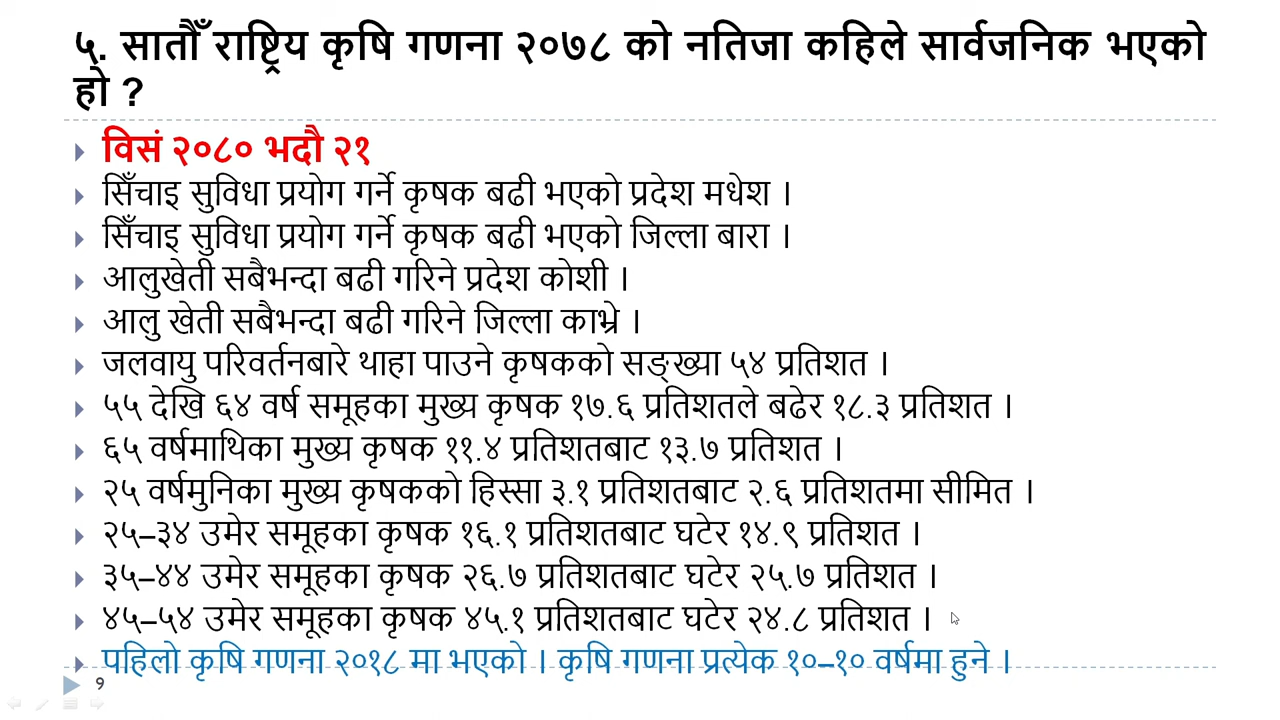 ५. सातौँ राष्ट्रिय कृषि गणना २०७८ को नतिजा कहिले सार्वजनिक भएको
हो ?
विसं २०८० भदौ २१
सिँचाइ सुविधा प्रयोग गर्ने कृषक बढी भएको प्रदेश मधेश ।
सिँचाइ सुविधा प्रयोग गर्ने कृषक बढी भएको जिल्ला बारा ।
आलुखेती सबैभन्दा बढी गरिने प्रदेश कोशी ।
आलु खेती सबैभन्दा बढी गरिने जिल्ला काभ्रे ।
जलवायु परिवर्तनबारे थाहा पाउने कृषकको सङ्ख्या ५४ प्रतिशत ।
५५ देखि ६४ वर्ष समूहका मुख्य कृषक १७.६ प्रतिशतले बढेर १८.३ प्रतिशत ।
६५ वर्षमाथिका मुख्य कृषक ११.४ प्रतिशतबाट १३.७ प्रतिशत ।
२५ वर्षमुनिका मुख्य कृषकको हिस्सा ३.१ प्रतिशतबाट २.६ प्रतिशतमा सीमित ।
२५–३४ उमेर समूहका कृषक १६.१ प्रतिशतबाट घटेर १४.९ प्रतिशत ।
३५–४४ उमेर समूहका कृषक २६.७ प्रतिशतबाट घटेर २५.७ प्रतिशत ।
४५–५४ उमेर समूहका कृषक ४५.१ प्रतिशतबाट घटेर २४.८ प्रतिशत ।
पहिलो कृषि गणना २०१८ मा भएको । कृषि गणना प्रत्येक १०–१० वर्षमा हुने ।
9